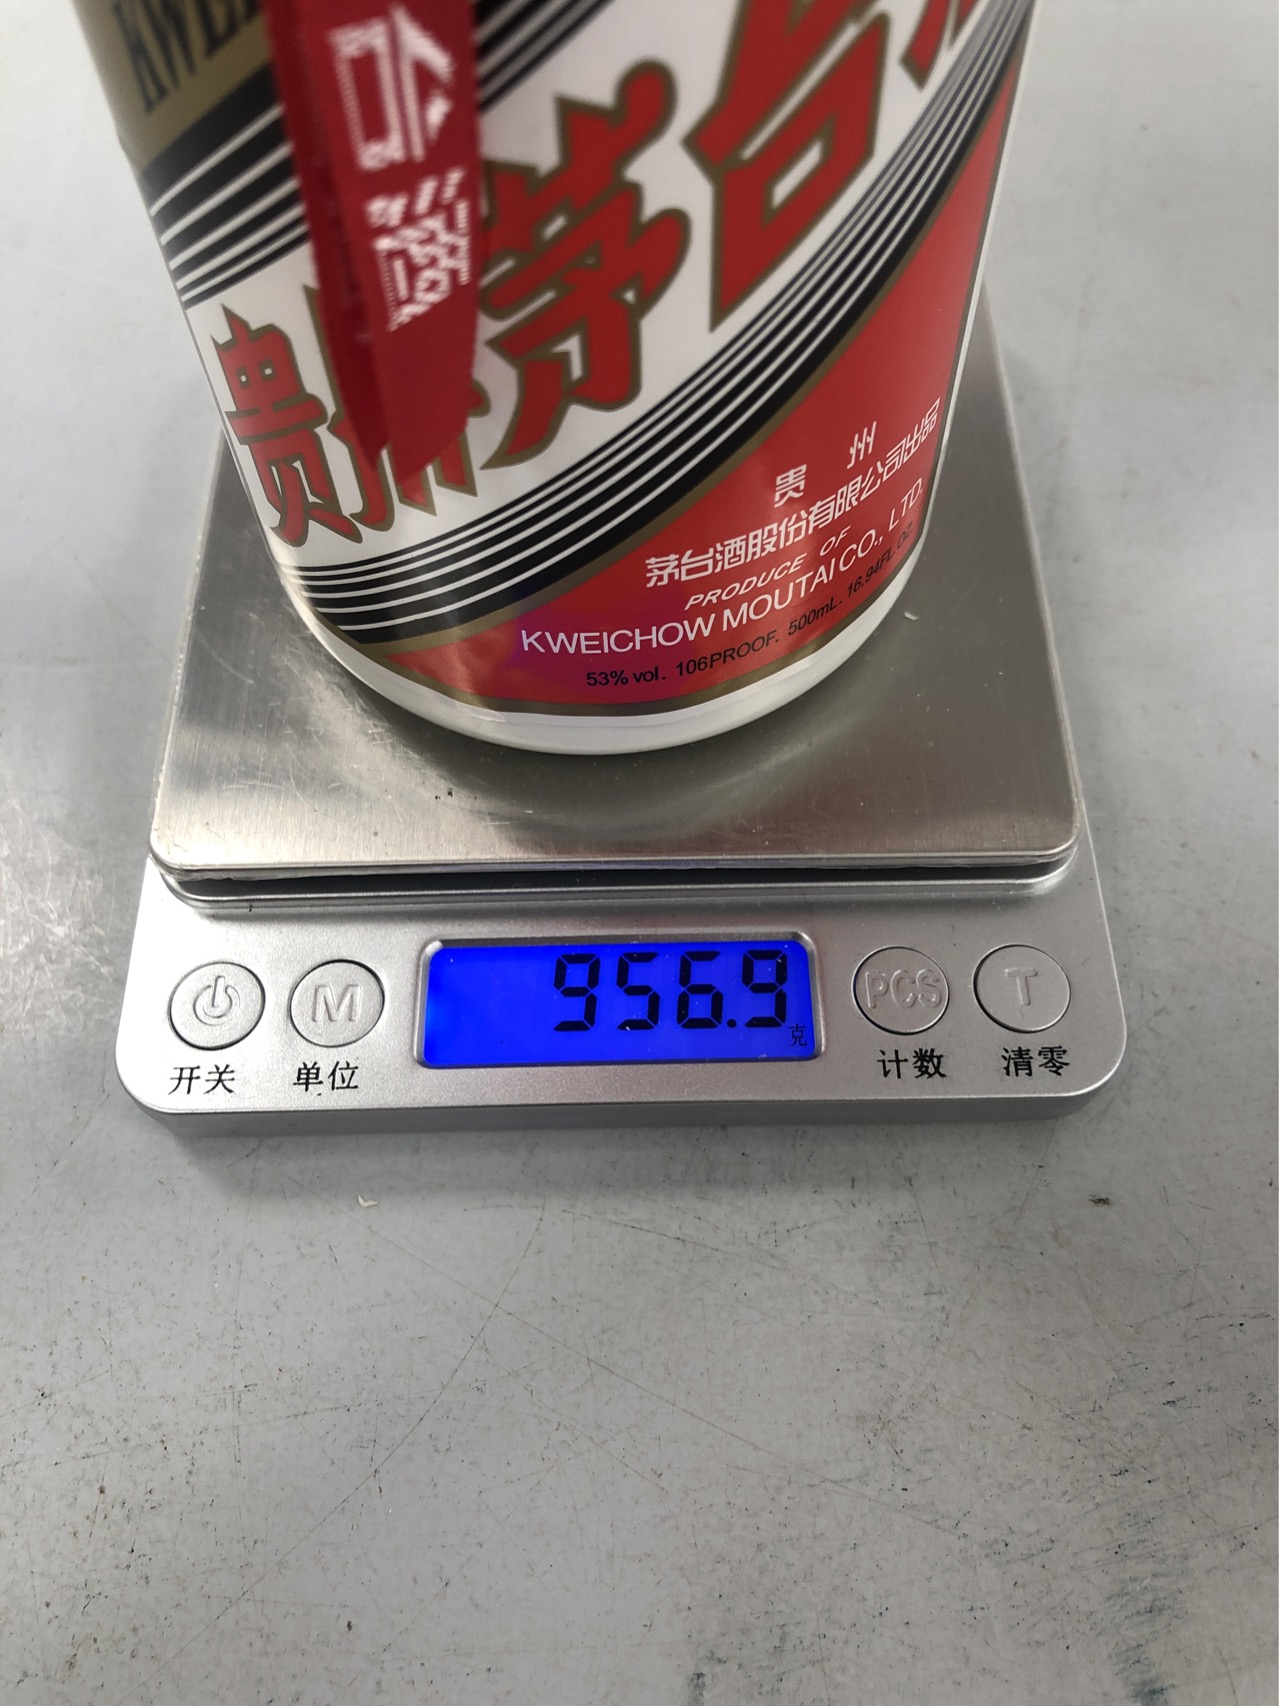 贵州茅台
贵 州
茅台酒股份有限公司出品
PRODUCE OF
KWEICHOW MOUTAI CO., LTD.
53% vol. 106PROOF. 500mL. 16.94FL.OZ.
956.9
克
M
PCS
T
开关
单位
计数
清零